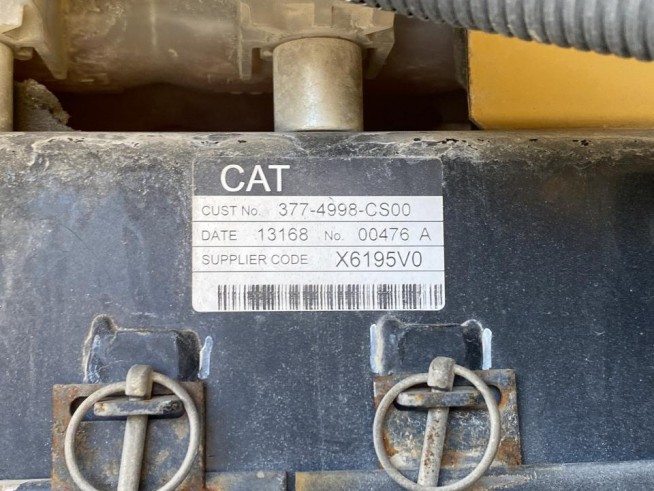 CAT
CUST No. 377-4998-CS00
DATE 13168 No. 00476 A
SUPPLIER CODE X6195V0